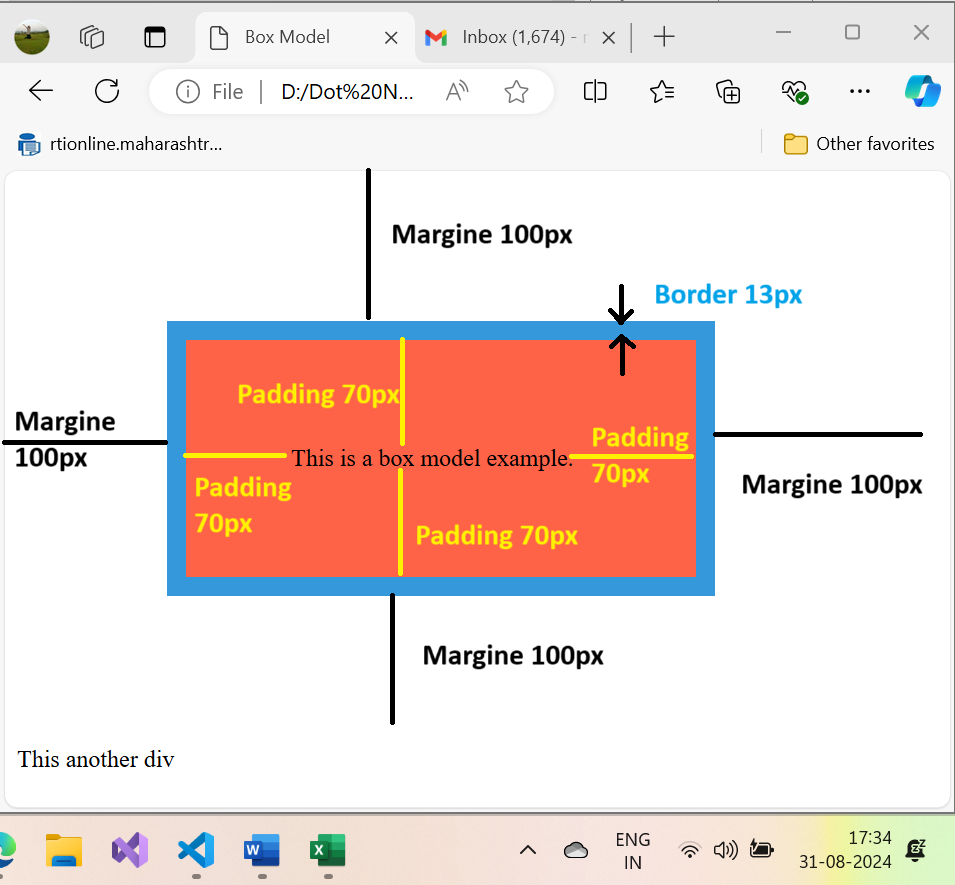 Box Model
Inbox (1,674) -
File
D:/Dot%20N...
rtionline.maharashtr...
Other favorites
Margine 100px
Border 13px
Padding 70px
Margine
100px
Padding
70px
This is a box model example.
Padding
70px
Margine 100px
Padding 70px
Margine 100px
This another div
ENG
IN
17:34
31-08-2024